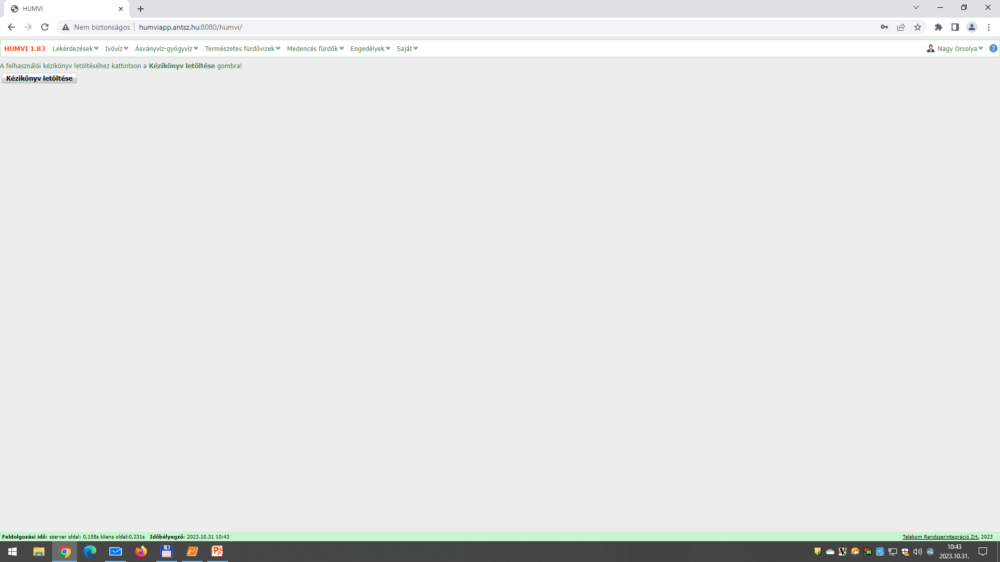 HUMVI
Nem biztonságos humviapp.antsz.hu:8080/humvi/
HUMVI 1.83 Lekérdezések Ivóvíz Ásványvíz-gyógyvíz Természetes fürdővizek Medencés fürdők Engedélyek Saját Nagy Orsolya
A felhasználói kézikönyv letöltéséhez kattintson a Kézikönyv letöltése gombra!
Kézikönyv letöltése
Feldolgozási idő: szerver oldal: 0,158s kliens oldal:0,331s Időbélyegző: 2023.10.31 10:43 Telekom Rendszerintegráció Zrt. 2023
10:43
2023.10.31.